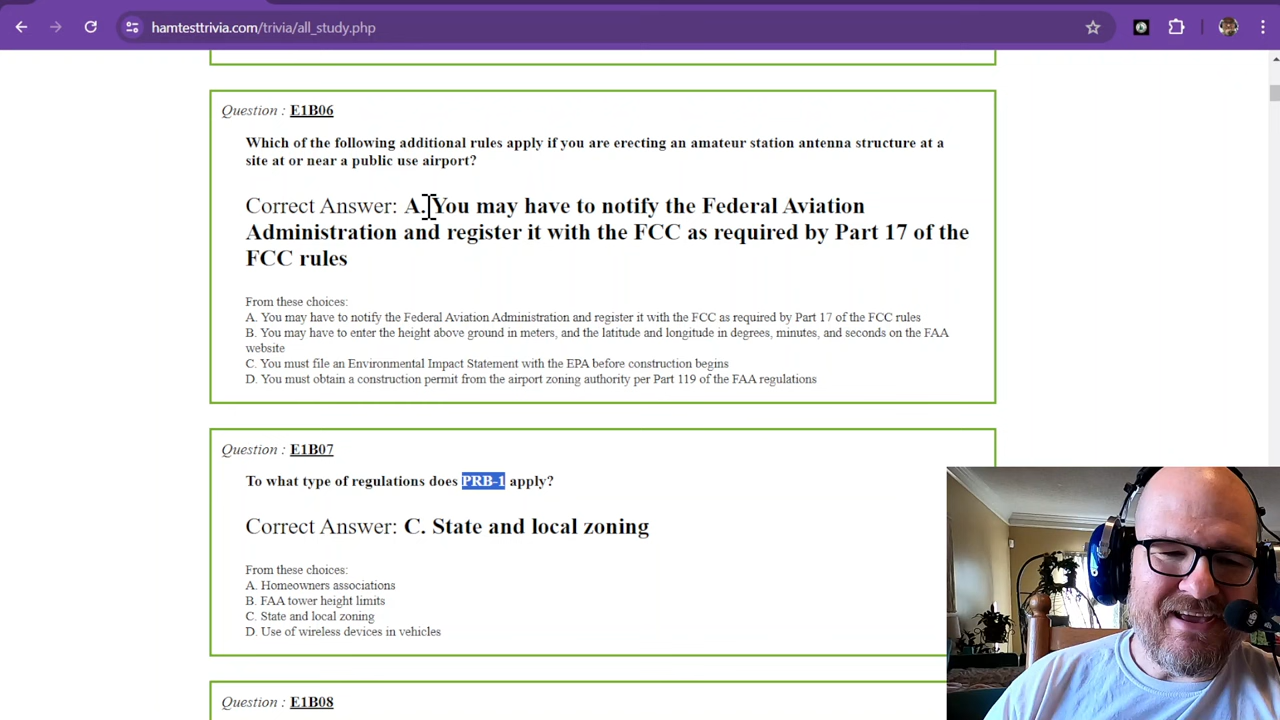 hamtesttrivia.com/trivia/all_study.php
Question : E1B06
Which of the following additional rules apply if you are erecting an amateur station antenna structure at a
site at or near a public use airport?
Correct Answer: A. You may have to notify the Federal Aviation
Administration and register it with the FCC as required by Part 17 of the
FCC rules
From these choices:
A. You may have to notify the Federal Aviation Administration and register it with the FCC as required by Part 17 of the FCC rules
B. You may have to enter the height above ground in meters, and the latitude and longitude in degrees, minutes, and seconds on the FAA
website
C. You must file an Environmental Impact Statement with the EPA before construction begins
D. You must obtain a construction permit from the airport zoning authority per Part 119 of the FAA regulations
Question : E1B07
To what type of regulations does PRB-1 apply?
Correct Answer: C. State and local zoning
From these choices:
A. Homeowners associations
B. FAA tower height limits
C. State and local zoning
D. Use of wireless devices in vehicles
Question : E1B08